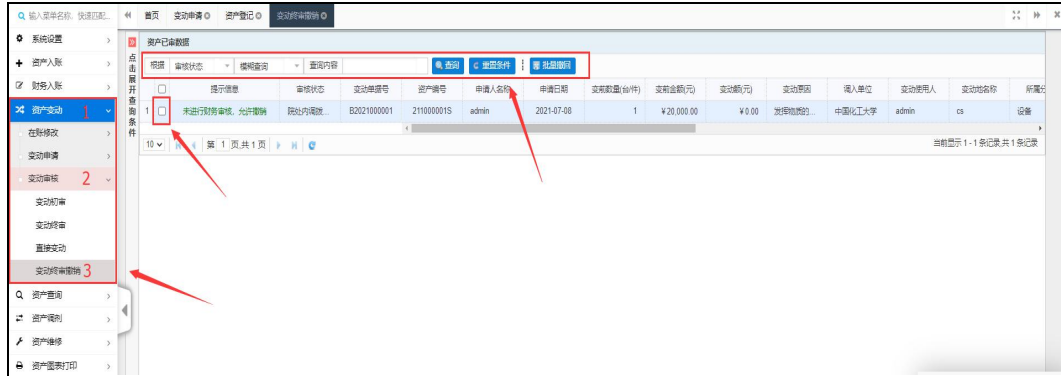 输入菜单名称, 快速匹配...
首页 变动申请 资产登记 变动终审撤销
系统设置
资产入账
财务入账
资产变动 1
在账修改
变动申请
变动审核 2
变动初审
变动终审
直接变动
变动终审撤销 3
资产查询
资产调剂
资产维修
资产图表打印
点击展开查询条件
资产已审数据
根据 审核状态 模糊查询 查询内容 查询 重置条件 批量撤回
提示信息 审核状态 变动单据号 资产编号 申请人名称 申请日期 变前数量(台/件) 变前金额(元) 变动额(元) 变动原因 调入单位 变动使用人 变动地名称 所属分
1 未进行财务审核, 允许撤销 院处内调拨... B2021000001 211000001S admin 2021-07-08 1 ¥20,000.00 ¥0.00 发挥物质的... 中国化工大学 admin cs 设备
10 第 1 页,共 1 页 当前显示 1 - 1 条记录,共 1 条记录